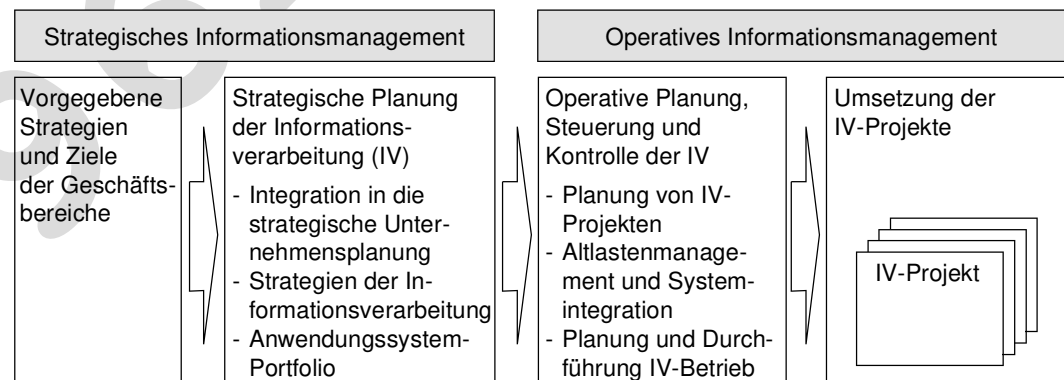 Strategisches Informationsmanagement
Operatives Informationsmanagement
Vorgegebene
Strategien
und Ziele
der Geschäfts-
bereiche
Strategische Planung
der Informations-
verarbeitung (IV)
- Integration in die
strategische Unter-
nehmensplanung
- Strategien der In-
formationsverarbeitung
- Anwendungssystem-
Portfolio
Operative Planung,
Steuerung und
Kontrolle der IV
- Planung von IV-
Projekten
- Altlastenmanage-
ment und System-
integration
- Planung und Durch-
führung IV-Betrieb
Umsetzung der
IV-Projekte
IV-Projekt